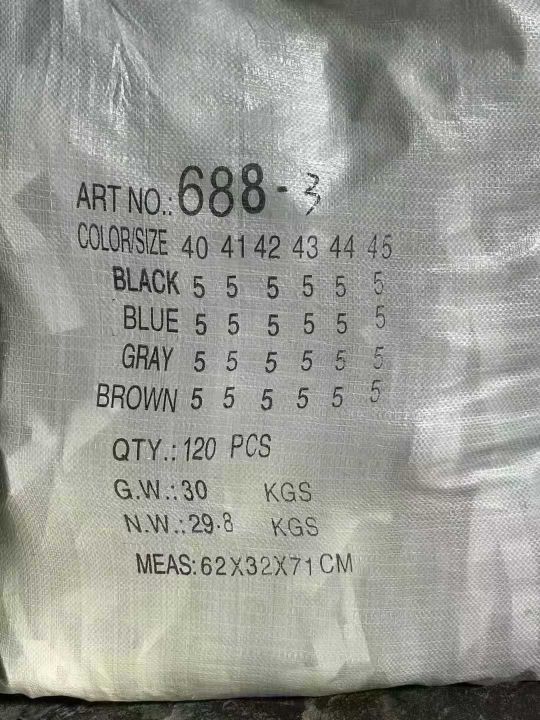 ART NO.: 688-3
COLOR/SIZE 40 41 42 43 44 45
BLACK 5 5 5 5 5 5
BLUE 5 5 5 5 5 5
GRAY 5 5 5 5 5 5
BROWN 5 5 5 5 5 5
QTY.: 120 PCS
G.W.: 30 KGS
N.W.: 29.8 KGS
MEAS: 62X32X71CM